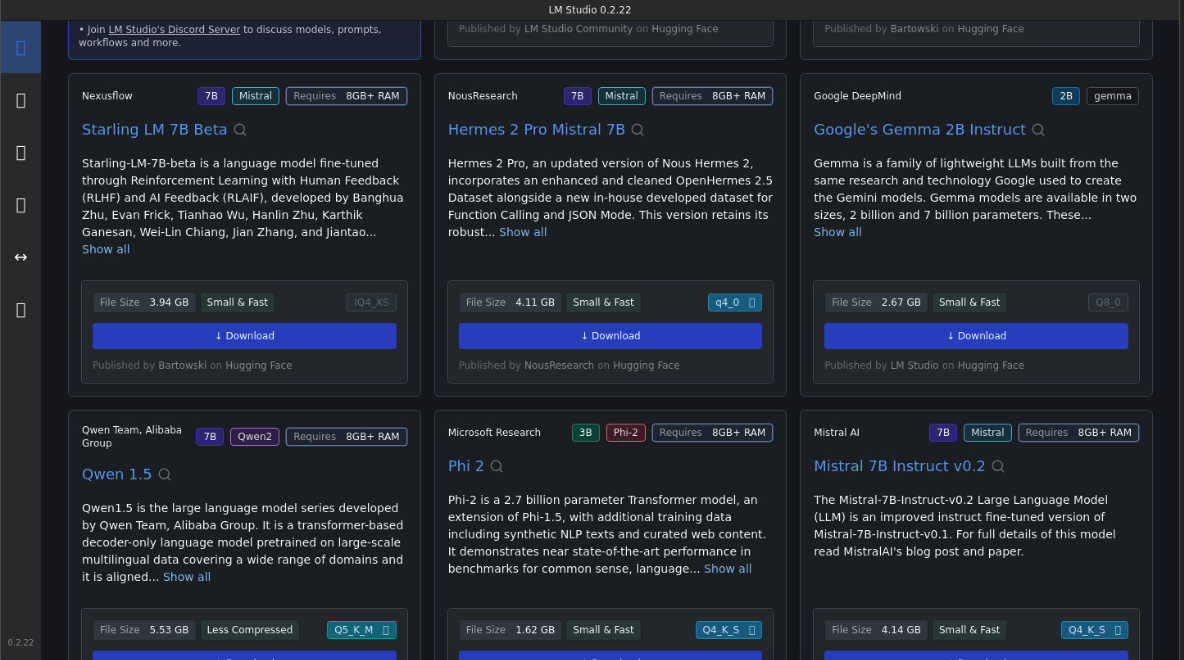 LM Studio 0.2.22
• Join LM Studio's Discord Server to discuss models, prompts,
workflows and more.
Published by LM Studio Community on Hugging Face
Published by Bartowski on Hugging Face
Nexusflow
7B
Mistral
Requires 8GB+ RAM
Starling LM 7B Beta
Starling-LM-7B-beta is a language model fine-tuned
through Reinforcement Learning with Human Feedback
(RLHF) and AI Feedback (RLAIF), developed by Banghua
Zhu, Evan Frick, Tianhao Wu, Hanlin Zhu, Karthik
Ganesan, Wei-Lin Chiang, Jian Zhang, and Jiantao...
Show all
File Size 3.94 GB
Small & Fast
IQ4_XS
↓ Download
Published by Bartowski on Hugging Face
NousResearch
7B
Mistral
Requires 8GB+ RAM
Hermes 2 Pro Mistral 7B
Hermes 2 Pro, an updated version of Nous Hermes 2,
incorporates an enhanced and cleaned OpenHermes 2.5
Dataset alongside a new in-house developed dataset for
Function Calling and JSON Mode. This version retains its
robust... Show all
File Size 4.11 GB
Small & Fast
q4_0
↓ Download
Published by NousResearch on Hugging Face
Google DeepMind
2B
gemma
Google's Gemma 2B Instruct
Gemma is a family of lightweight LLMs built from the
same research and technology Google used to create
the Gemini models. Gemma models are available in two
sizes, 2 billion and 7 billion parameters. These...
Show all
File Size 2.67 GB
Small & Fast
Q8_0
↓ Download
Published by LM Studio on Hugging Face
Qwen Team, Alibaba
Group
7B
Qwen2
Requires 8GB+ RAM
Qwen 1.5
Qwen1.5 is the large language model series developed
by Qwen Team, Alibaba Group. It is a transformer-based
decoder-only language model pretrained on large-scale
multilingual data covering a wide range of domains and
it is aligned... Show all
File Size 5.53 GB
Less Compressed
Q5_K_M
Microsoft Research
3B
Phi-2
Requires 8GB+ RAM
Phi 2
Phi-2 is a 2.7 billion parameter Transformer model, an
extension of Phi-1.5, with additional training data
including synthetic NLP texts and curated web content.
It demonstrates near state-of-the-art performance in
benchmarks for common sense, language... Show all
File Size 1.62 GB
Small & Fast
Q4_K_S
Mistral AI
7B
Mistral
Requires 8GB+ RAM
Mistral 7B Instruct v0.2
The Mistral-7B-Instruct-v0.2 Large Language Model
(LLM) is an improved instruct fine-tuned version of
Mistral-7B-Instruct-v0.1. For full details of this model
read MistralAI's blog post and paper.
File Size 4.14 GB
Small & Fast
Q4_K_S
0.2.22